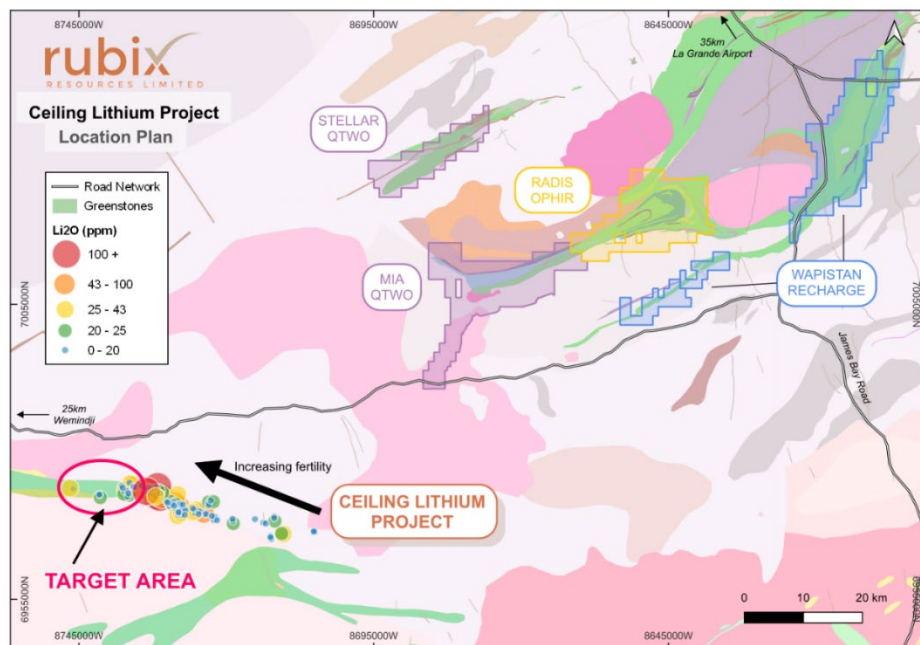 8745000W
8695000W
8645000W
rubix
RESOURCES LIMITED
Ceiling Lithium Project
Location Plan
35km
La Grande Airport
STELLAR
QTWO
RADIS
OPHIR
Road Network
Greenstones
Li2O (ppm)
100 +
43 - 100
25 - 43
20 - 25
0 - 20
MIA
QTWO
WAPISTAN
RECHARGE
7005000N
7005000N
James Bay Road
25km
Wemindji
Increasing fertility
CEILING LITHIUM
PROJECT
TARGET AREA
6955000N
6955000N
0 10 20 km
8745000W
8695000W
8645000W